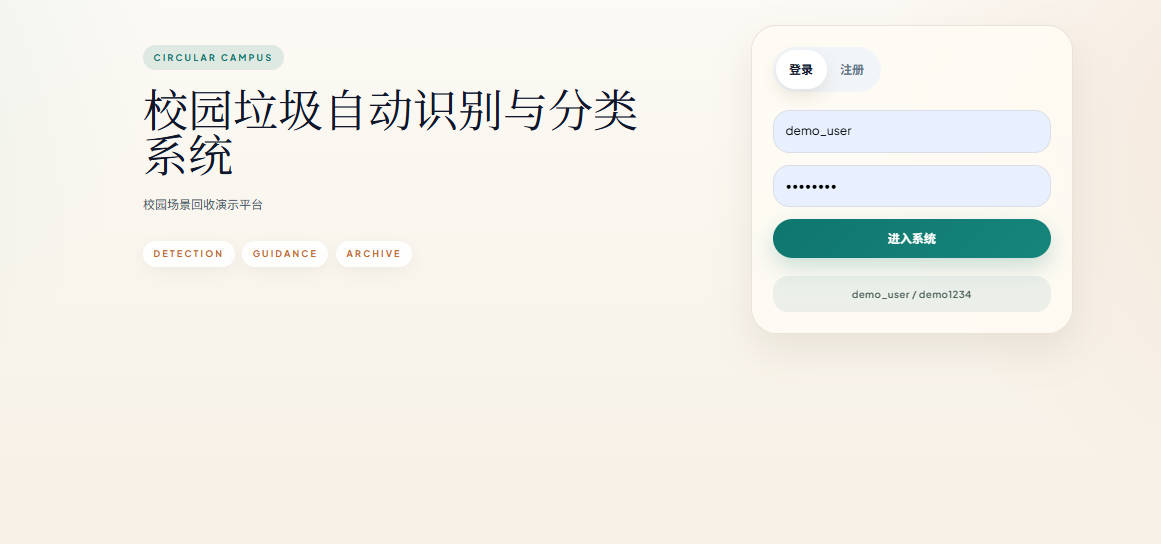 CIRCULAR CAMPUS
校园垃圾自动识别与分类
系统
校园场景回收演示平台
DETECTION GUIDANCE ARCHIVE
登录 注册
demo_user
••••••••
进入系统
demo_user / demo1234